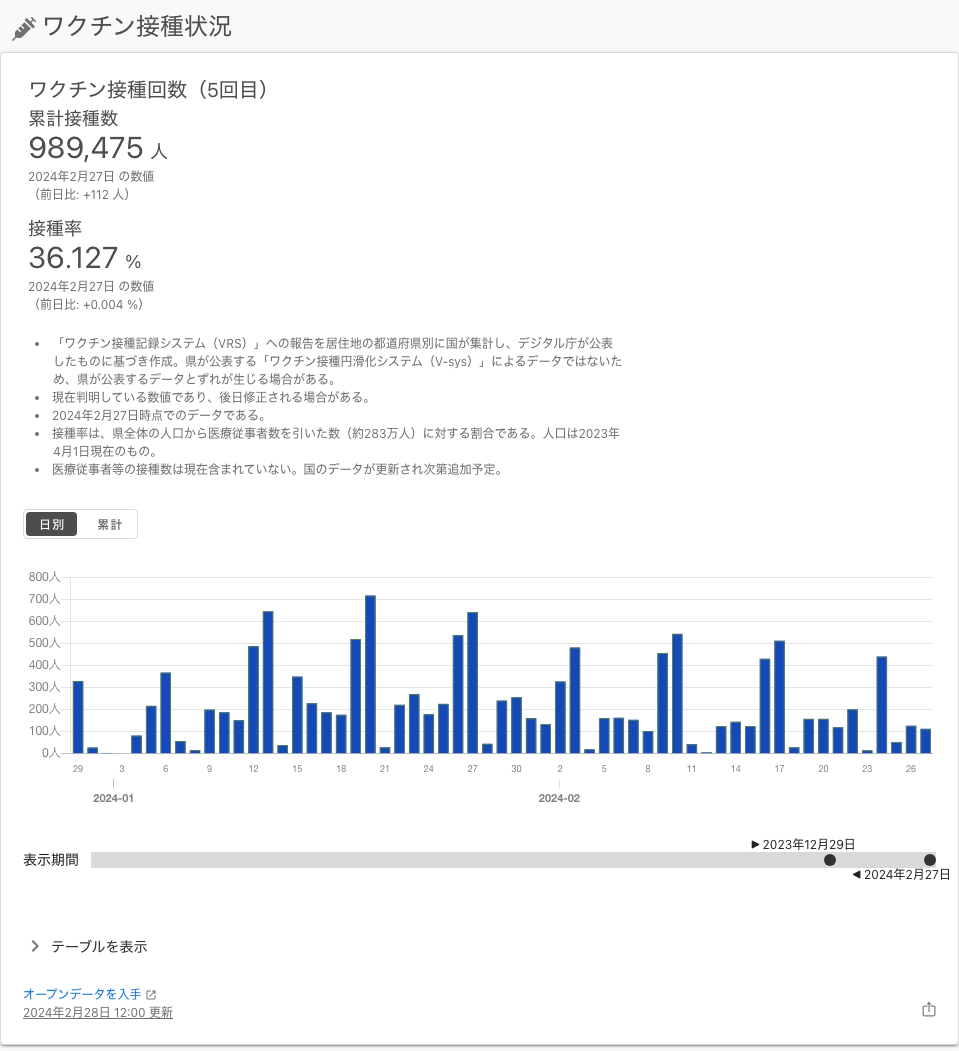 ワクチン接種状況
ワクチン接種回数（5回目）
累計接種数
989,475 人
2024年2月27日 の数値
（前日比: +112 人）
接種率
36.127 %
2024年2月27日 の数値
（前日比: +0.004 %）
• 「ワクチン接種記録システム（VRS）」への報告を居住地の都道府県別に国が集計し、デジタル庁が公表
したものに基づき作成。県が公表する「ワクチン接種円滑化システム（V-sys）」によるデータではないた
め、県が公表するデータとずれが生じる場合がある。
• 現在判明している数値であり、後日修正される場合がある。
• 2024年2月27日時点でのデータである。
• 接種率は、県全体の人口から医療従事者数を引いた数（約283万人）に対する割合である。人口は2023年
4月1日現在のもの。
• 医療従事者等の接種数は現在含まれていない。国のデータが更新され次第追加予定。
日別 累計
800人
700人
600人
500人
400人
300人
200人
100人
0人
29 3 6 9 12 15 18 21 24 27 30 2 5 8 11 14 17 20 23 26
2024-01 2024-02
2023年12月29日
表示期間
2024年2月27日
テーブルを表示
オープンデータを入手
2024年2月28日 12:00 更新